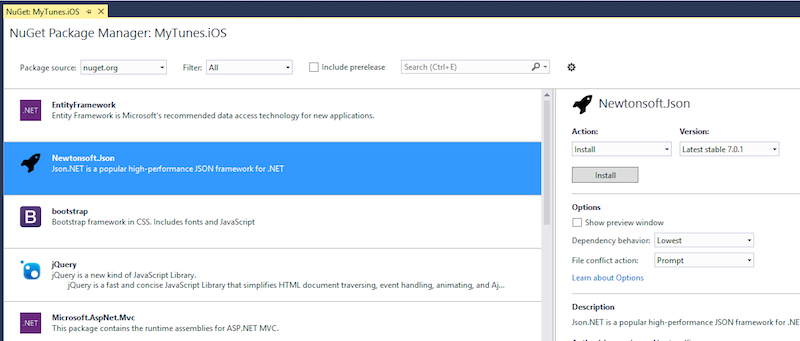 NuGet: MyTunes.iOS
NuGet Package Manager: MyTunes.iOS
Package source: nuget.org Filter: All Include prerelease Search (Ctrl+E)
.NET
EntityFramework
Entity Framework is Microsoft's recommended data access technology for new applications.
Newtonsoft.Json
Json.NET is a popular high-performance JSON framework for .NET
B
bootstrap
Bootstrap framework in CSS. Includes fonts and JavaScript
jQuery
jQuery is a new kind of JavaScript Library.
jQuery is a fast and concise JavaScript Library that simplifies HTML document traversing, event handling, animating, and Aj...
.NET
Microsoft.AspNet.Mvc
This package contains the runtime assemblies for ASP.NET MVC.
Newtonsoft.Json
Action: Version:
Install Latest stable 7.0.1
Install
Options
Show preview window
Dependency behavior: Lowest
File conflict action: Prompt
Learn about Options
Description
Json.NET is a popular high-performance JSON framework for .NE